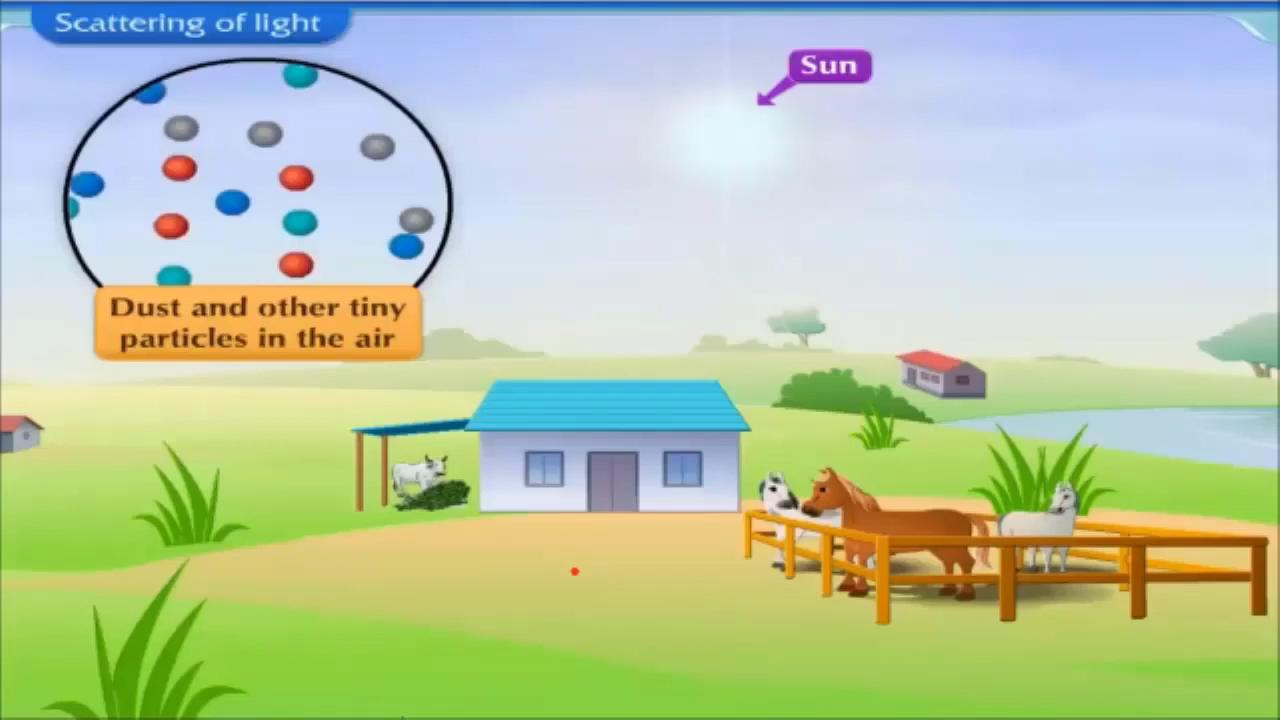 Scattering of light
Sun
Dust and other tiny
particles in the air